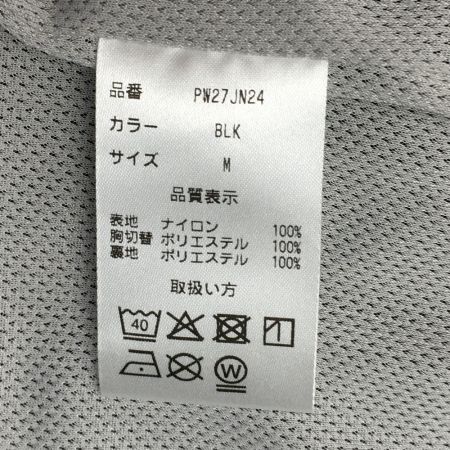 品番 PW27JN24
カラー BLK
サイズ M
品質表示
表地 ナイロン 100%
胸切替 ポリエステル 100%
裏地 ポリエステル 100%
取扱い方
40
W